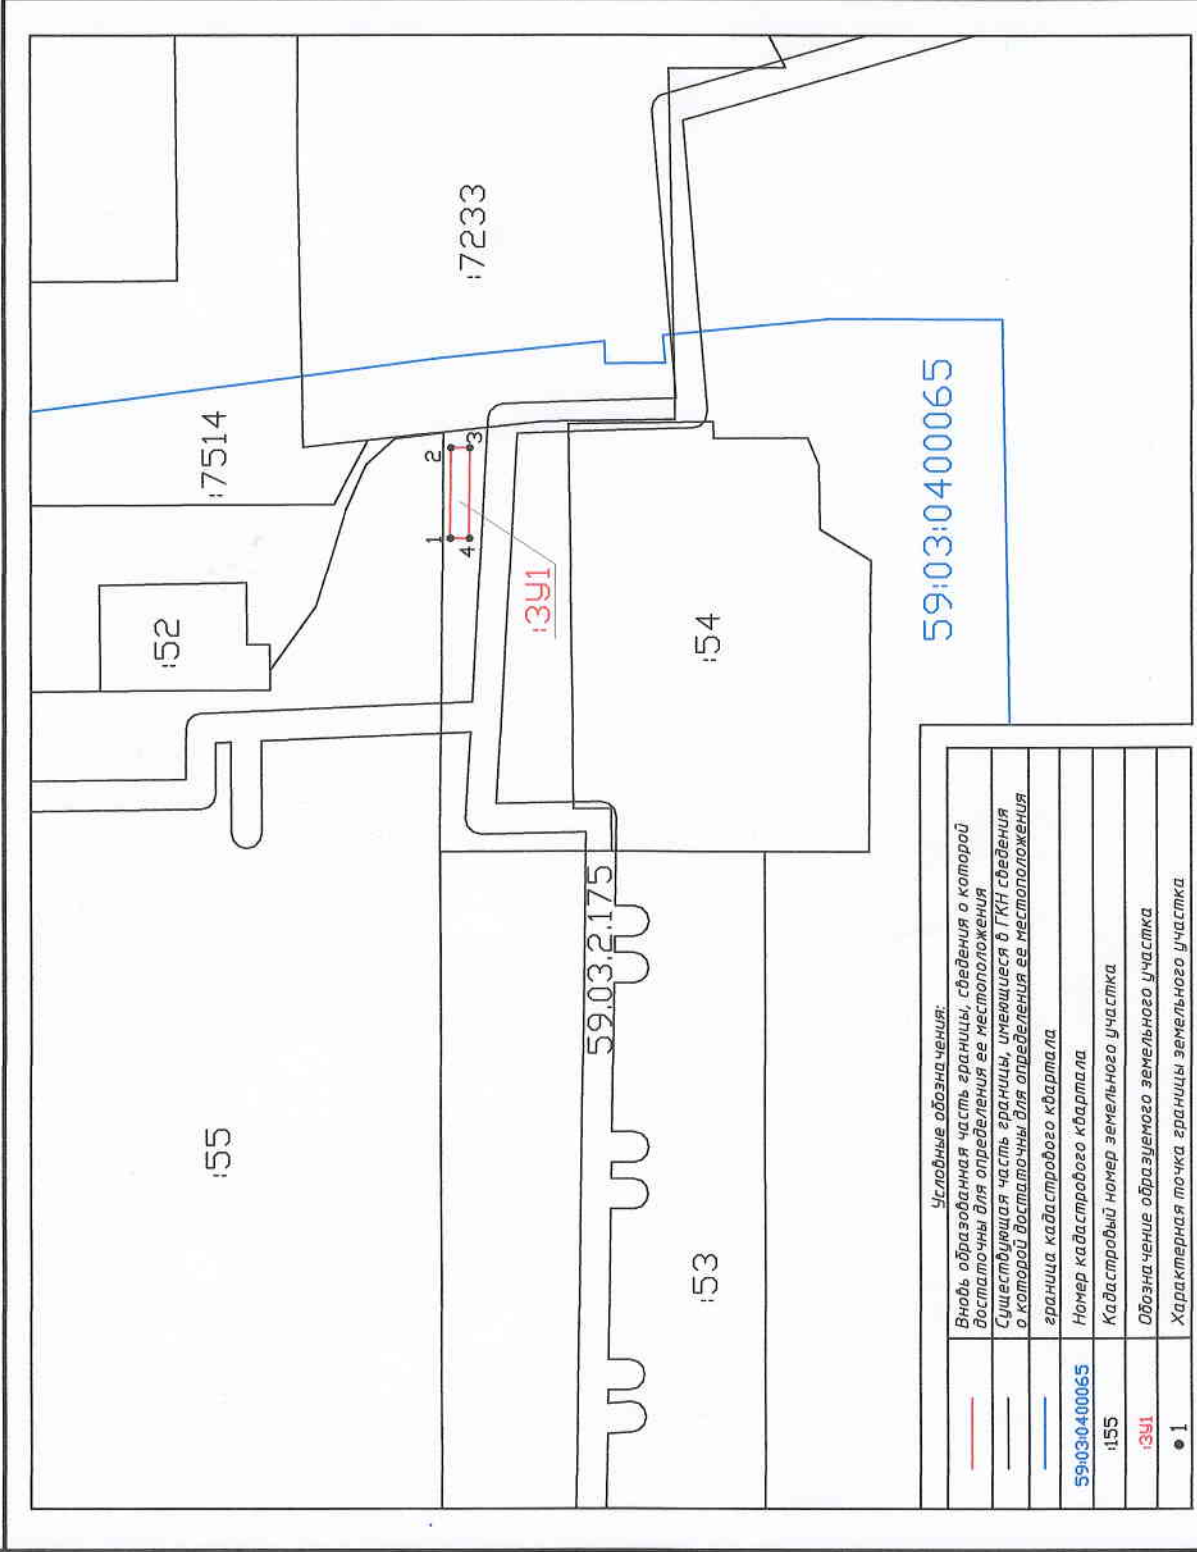 :7233
:7514
:52
2
3
1
4
:ЗУ1
:54
59:03:0400065
:55
59.03.2.175
:53
Условные обозначения:
Вновь образованная часть границы, сведения о которой
достаточны для определения ее местоположения
Существующая часть границы, имеющиеся в ГКН сведения
о которой достаточны для определения ее местоположения
граница кадастрового квартала
59:03:0400065 Номер кадастрового квартала
:155 Кадастровый номер земельного участка
:ЗУ1 Обозначение образуемого земельного участка
1 Характерная точка границы земельного участка